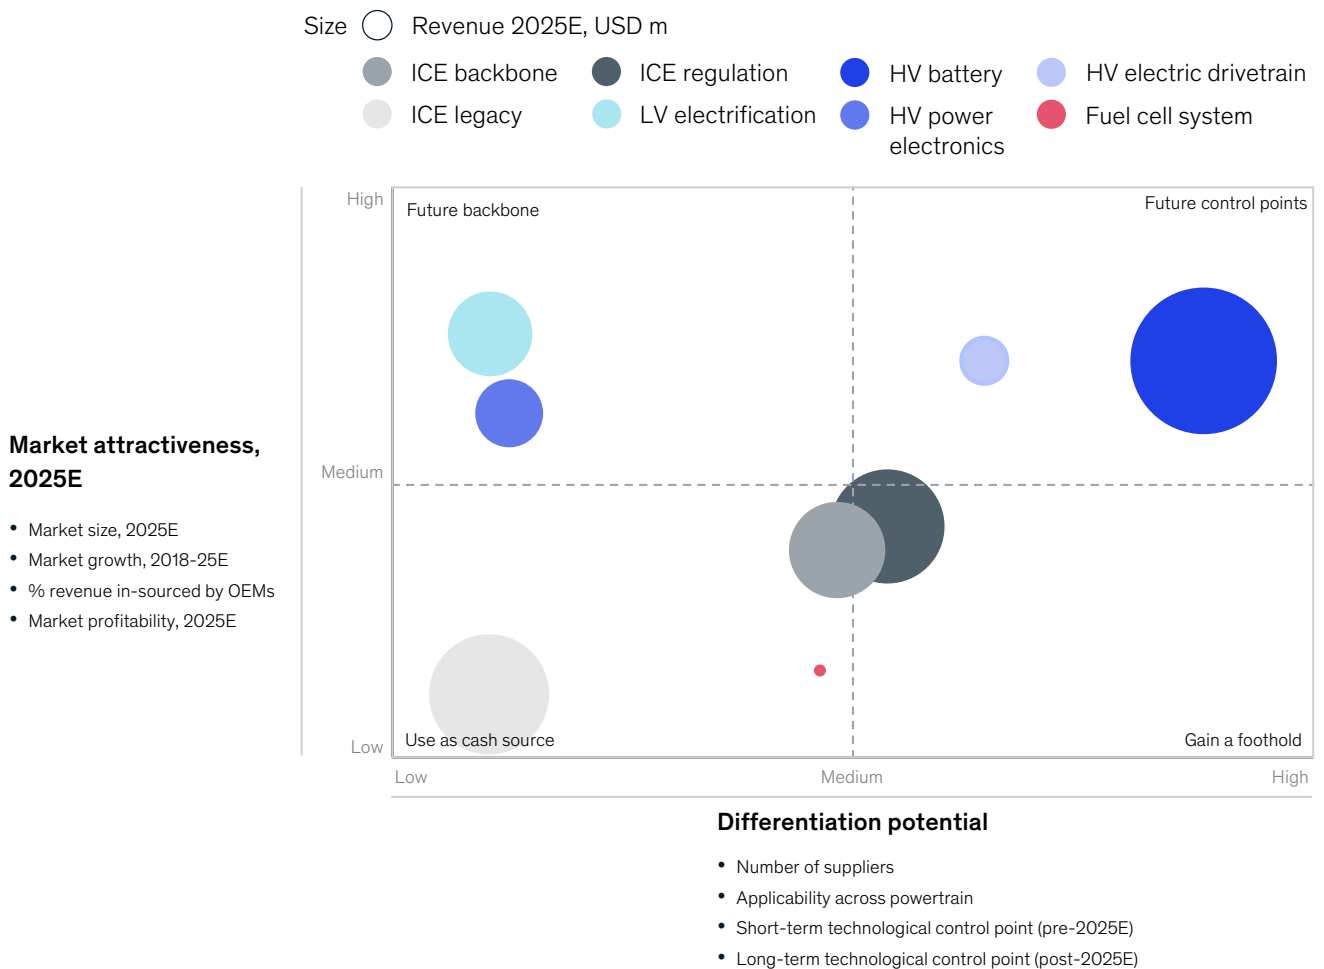 Size Revenue 2025E, USD m
ICE backbone ICE regulation HV battery HV electric drivetrain
ICE legacy LV electrification HV power Fuel cell system
electronics
High
Future backbone
Future control points
Market attractiveness,
2025E
Medium
• Market size, 2025E
• Market growth, 2018-25E
• % revenue in-sourced by OEMs
• Market profitability, 2025E
Use as cash source
Gain a foothold
Low
Low Medium High
Differentiation potential
• Number of suppliers
• Applicability across powertrain
• Short-term technological control point (pre-2025E)
• Long-term technological control point (post-2025E)